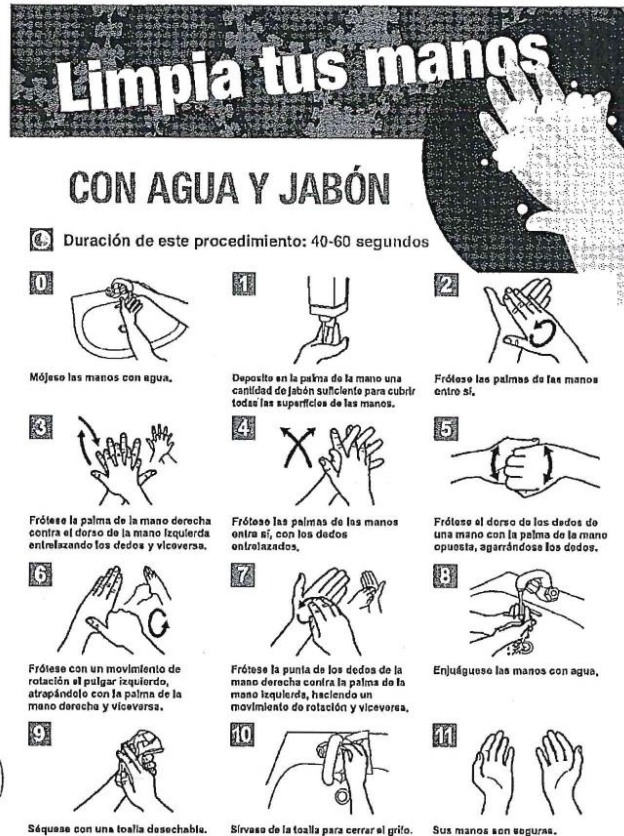 Limpia tus manos
CON AGUA Y JABÓN
Duración de este procedimiento: 40-60 segundos
0
Mójese las manos con agua.
1
Deposite en la palma de la mano una
cantidad de jabón suficiente para cubrir
todas las superficies de las manos.
2
Frótese las palmas de las manos
entre sí.
3
Frótese la palma de la mano derecha
contra el dorso de la mano izquierda
entrelazando los dedos y viceversa.
4
Frótese las palmas de las manos
entre sí, con los dedos
entrelazados.
5
Frótese el dorso de los dedos de
una mano con la palma de la mano
opuesta, agarrándose los dedos.
6
Frótese con un movimiento de
rotación el pulgar izquierdo,
atrapándolo con la palma de la
mano derecha y viceversa.
7
Frótese la punta de los dedos de la
mano derecha contra la palma de la
mano izquierda, haciendo un
movimiento de rotación y viceversa.
8
Enjuáguese las manos con agua.
9
Séquese con una toalla desechable.
10
Sírvase de la toalla para cerrar el grifo.
11
Sus manos son seguras.